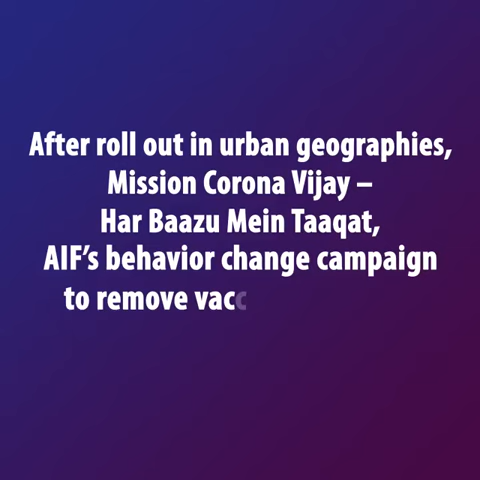 After roll out in urban geographies,
Mission Corona Vijay –
Har Baazu Mein Taaqat,
AIF’s behavior change campaign
to remove vacc